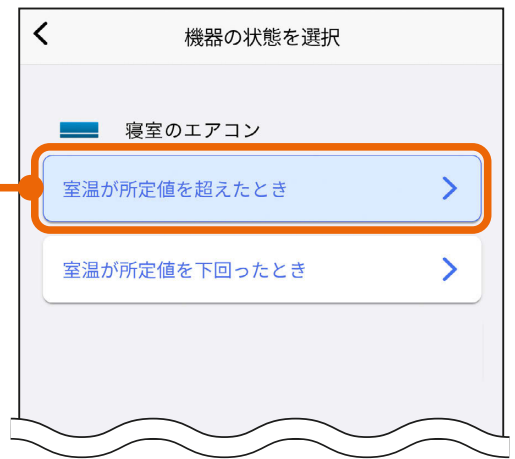 機器の状態を選択
寝室のエアコン
室温が所定値を超えたとき
室温が所定値を下回ったとき